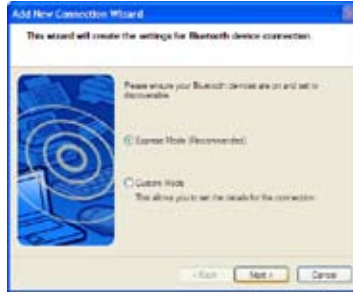 Add New Connection Wizard
This wizard will create the settings for Bluetooth device connection.
Please ensure your Bluetooth devices are on and set to
discoverable
Express Mode (Recommended)
Custom Mode
This allows you to set the details for the connection
< Back
Next >
Cancel